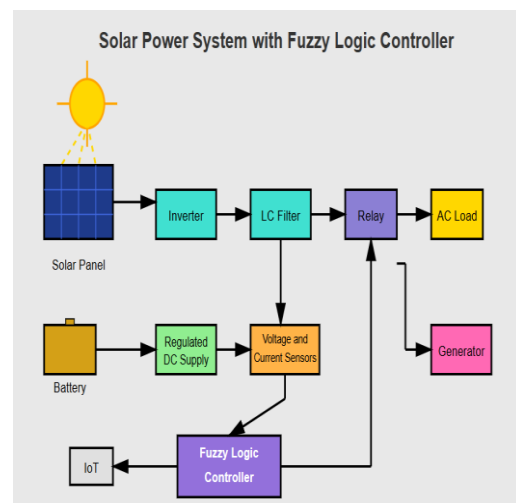 Solar Power System with Fuzzy Logic Controller
Inverter
LC Filter
Relay
AC Load
Solar Panel
Regulated
DC Supply
Voltage and
Current Sensors
Generator
Battery
Fuzzy Logic
Controller
IoT